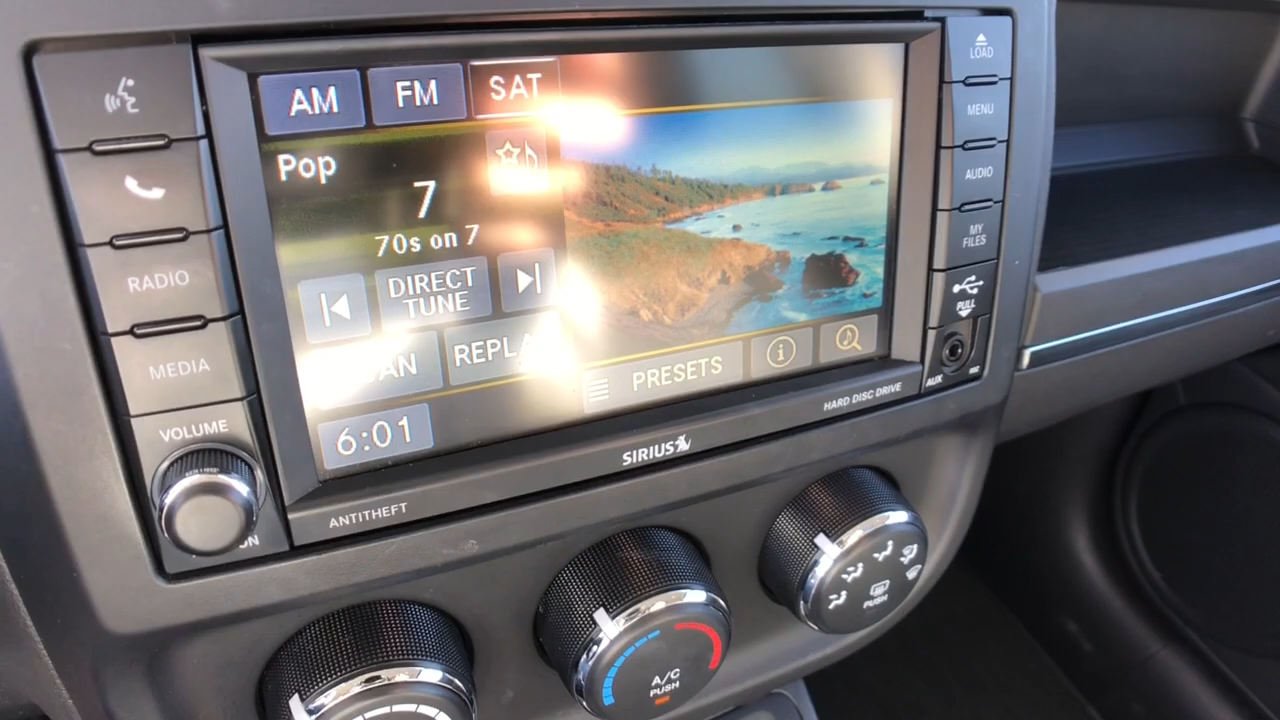 AM
FM
SAT
Pop
7
70s on 7
DIRECT
TUNE
PRESETS
6:01
RADIO
MEDIA
VOLUME
LOAD
MENU
AUDIO
MY
FILES
PULL
AUX
HARD DISC DRIVE
SIRIUS
ANTITHEFT
A/C
PUSH
PUSH